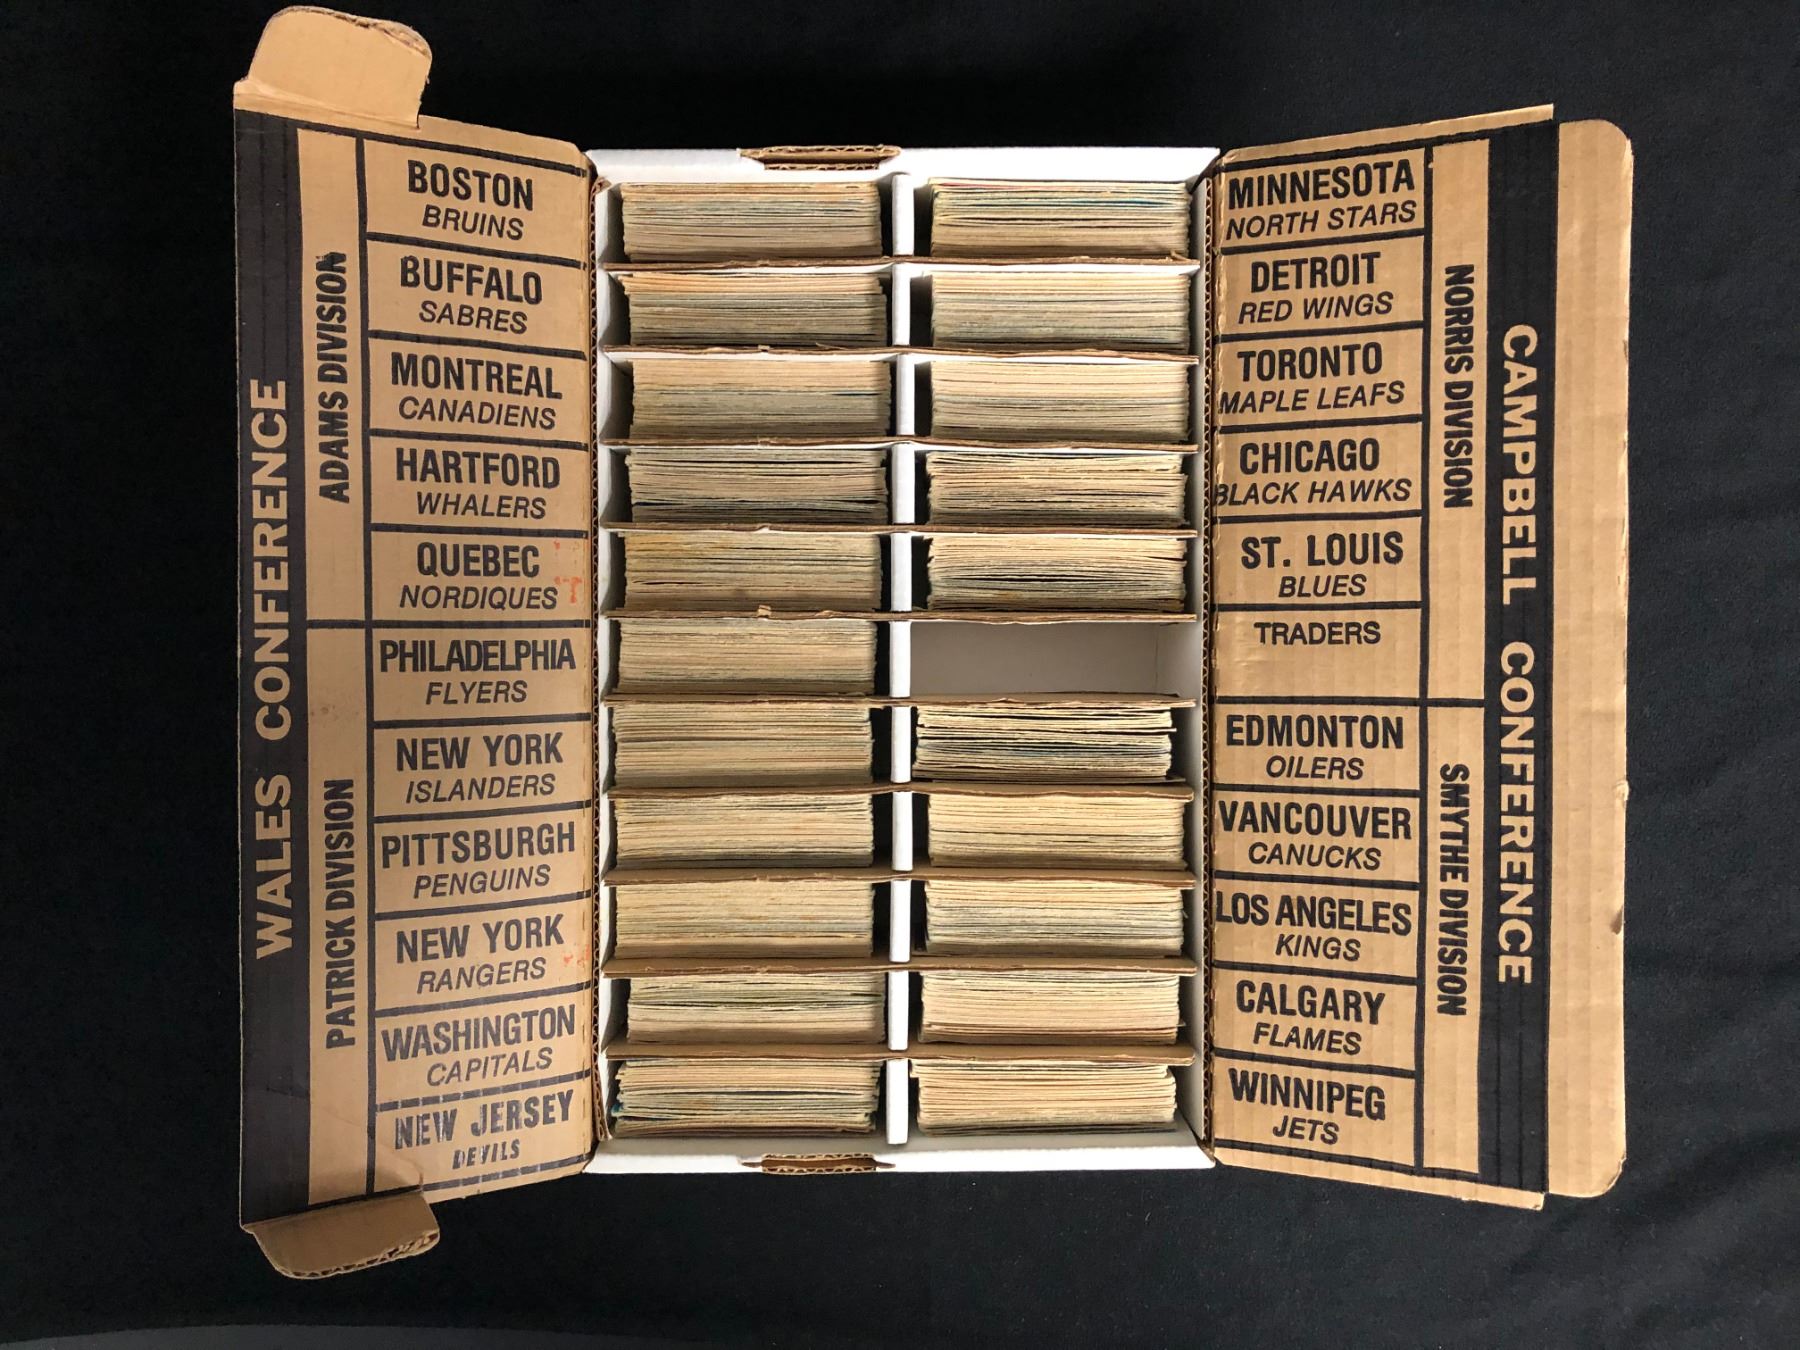 WALES CONFERENCE
ADAMS DIVISION
BOSTON
BRUINS
BUFFALO
SABRES
MONTREAL
CANADIENS
HARTFORD
WHALERS
QUEBEC
NORDIQUES
PATRICK DIVISION
PHILADELPHIA
FLYERS
NEW YORK
ISLANDERS
PITTSBURGH
PENGUINS
NEW YORK
RANGERS
WASHINGTON
CAPITALS
NEW JERSEY
DEVILS
CAMPBELL CONFERENCE
NORRIS DIVISION
MINNESOTA
NORTH STARS
DETROIT
RED WINGS
TORONTO
MAPLE LEAFS
CHICAGO
BLACK HAWKS
ST. LOUIS
BLUES
TRADERS
SMYTHE DIVISION
EDMONTON
OILERS
VANCOUVER
CANUCKS
LOS ANGELES
KINGS
CALGARY
FLAMES
WINNIPEG
JETS